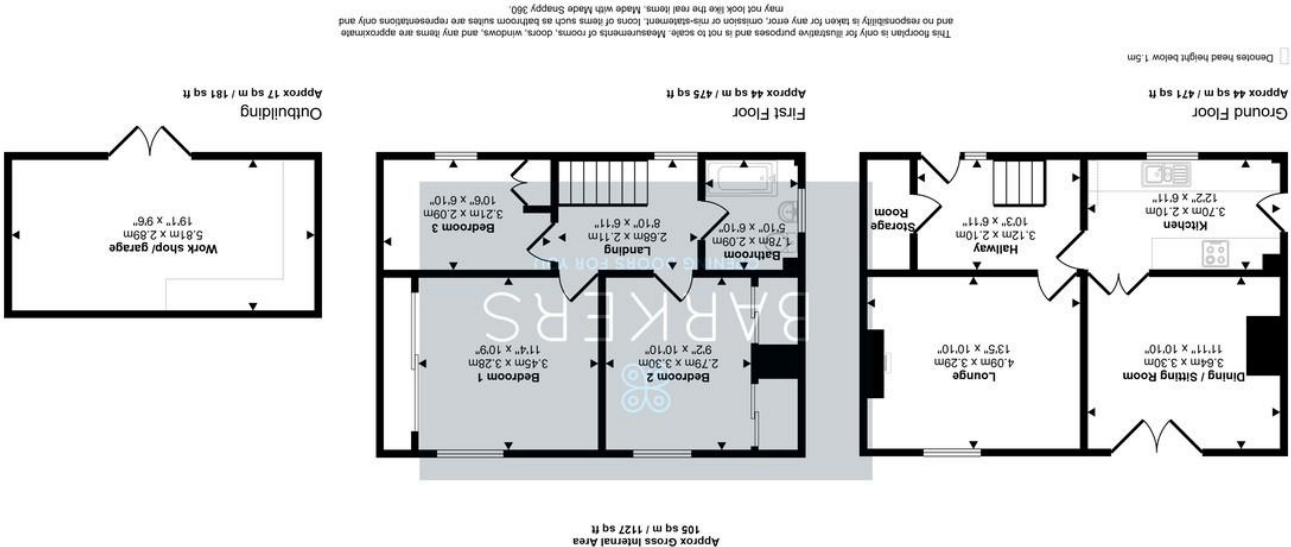 Approx Gross Internal Area
105 sq m / 1127 sq ft
Dining / Sitting Room
3.64m x 3.30m
11'11" x 10'10"
Lounge
4.09m x 3.29m
13'5" x 10'10"
Kitchen
3.70m x 2.10m
12'2" x 6'11"
Hallway
3.12m x 2.10m
10'3" x 6'11"
Storage
Room
Ground Floor
Approx 44 sq m / 471 sq ft
Bedroom 2
2.79m x 3.30m
9'2" x 10'10"
Bedroom 1
3.45m x 3.28m
11'4" x 10'9"
BARKERS
OPENING DOORS FOR YOU
Bathroom
1.78m x 2.09m
5'10" x 6'10"
Landing
2.68m x 2.11m
8'10" x 6'11"
Bedroom 3
3.21m x 2.09m
10'6" x 6'10"
First Floor
Approx 44 sq m / 475 sq ft
Work shop/ garage
5.81m x 2.89m
19'1" x 9'6"
Outbuilding
Approx 17 sq m / 181 sq ft
Denotes head height below 1.5m
This floorplan is only for illustrative purposes and is not to scale. Measurements of rooms, doors, windows, and any items are approximate
and no responsibility is taken for any error, omission or mis-statement. Icons of items such as bathroom suites are representations only and
may not look like the real items. Made with Made Snappy 360.